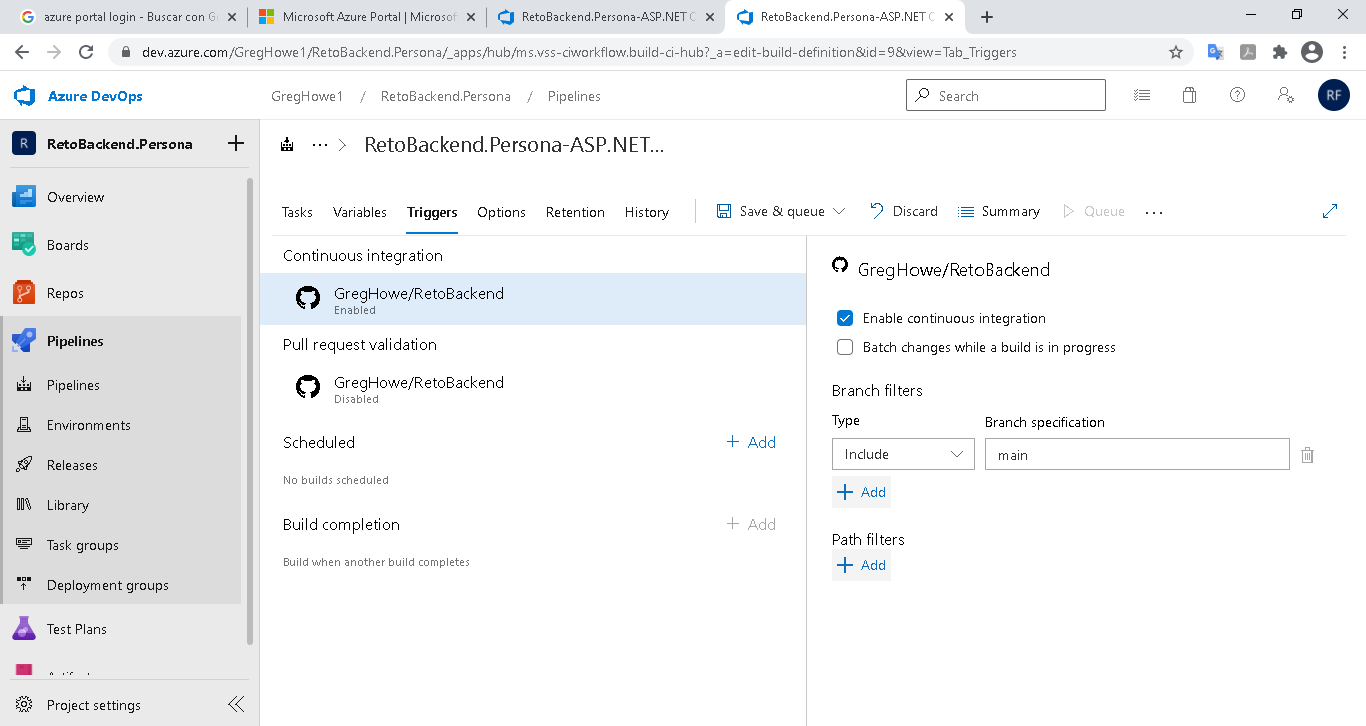 azure portal login - Buscar con G
Microsoft Azure Portal | Microsof
RetoBackend.Persona-ASP.NET C
RetoBackend.Persona-ASP.NET C
dev.azure.com/GregHowe1/RetoBackend.Persona/_apps/hub/ms.vss-ciworkflow.build-ci-hub?_a=edit-build-definition&id=9&view=Tab_Triggers
Azure DevOps
GregHowe1 / RetoBackend.Persona / Pipelines
Search
RF
R RetoBackend.Persona
Overview
Boards
Repos
Pipelines
Pipelines
Environments
Releases
Library
Task groups
Deployment groups
Test Plans
Project settings
... > RetoBackend.Persona-ASP.NET...
Tasks Variables Triggers Options Retention History Save & queue Discard Summary Queue ...
Continuous integration
GregHowe/RetoBackend
Enabled
Pull request validation
GregHowe/RetoBackend
Disabled
Scheduled + Add
No builds scheduled
Build completion + Add
Build when another build completes
GregHowe/RetoBackend
Enable continuous integration
Batch changes while a build is in progress
Branch filters
Type Branch specification
Include main
+ Add
Path filters
+ Add